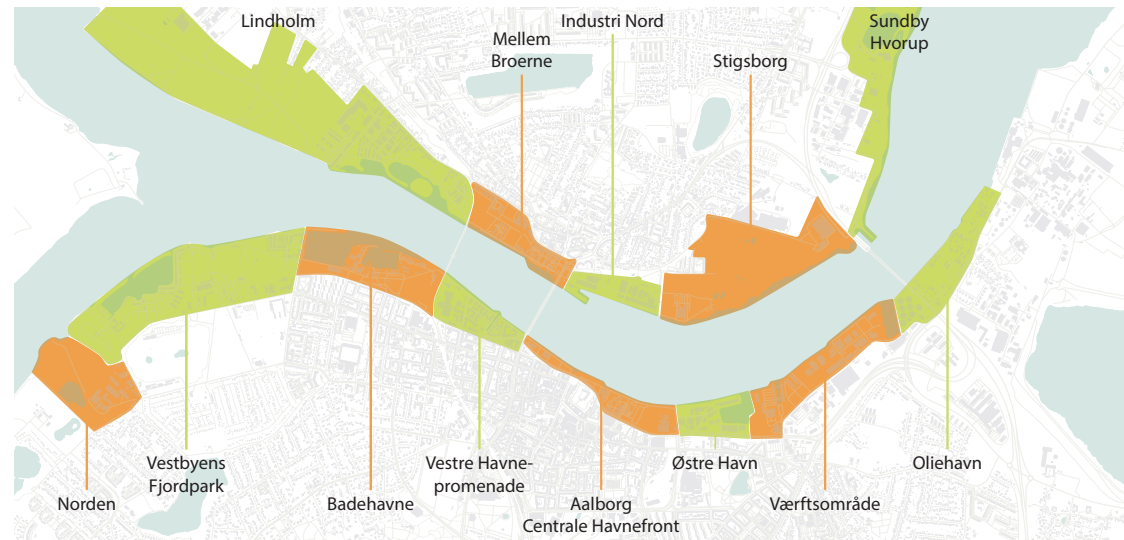 Lindholm
Industri Nord
Sundby
Hvorup
Mellem
Broerne
Stigsborg
Vestbyens
Fjordpark
Vestre Havne-
promenade
Østre Havn
Oliehavn
Norden
Badehavne
Aalborg
Centrale Havnefront
Værftsområde